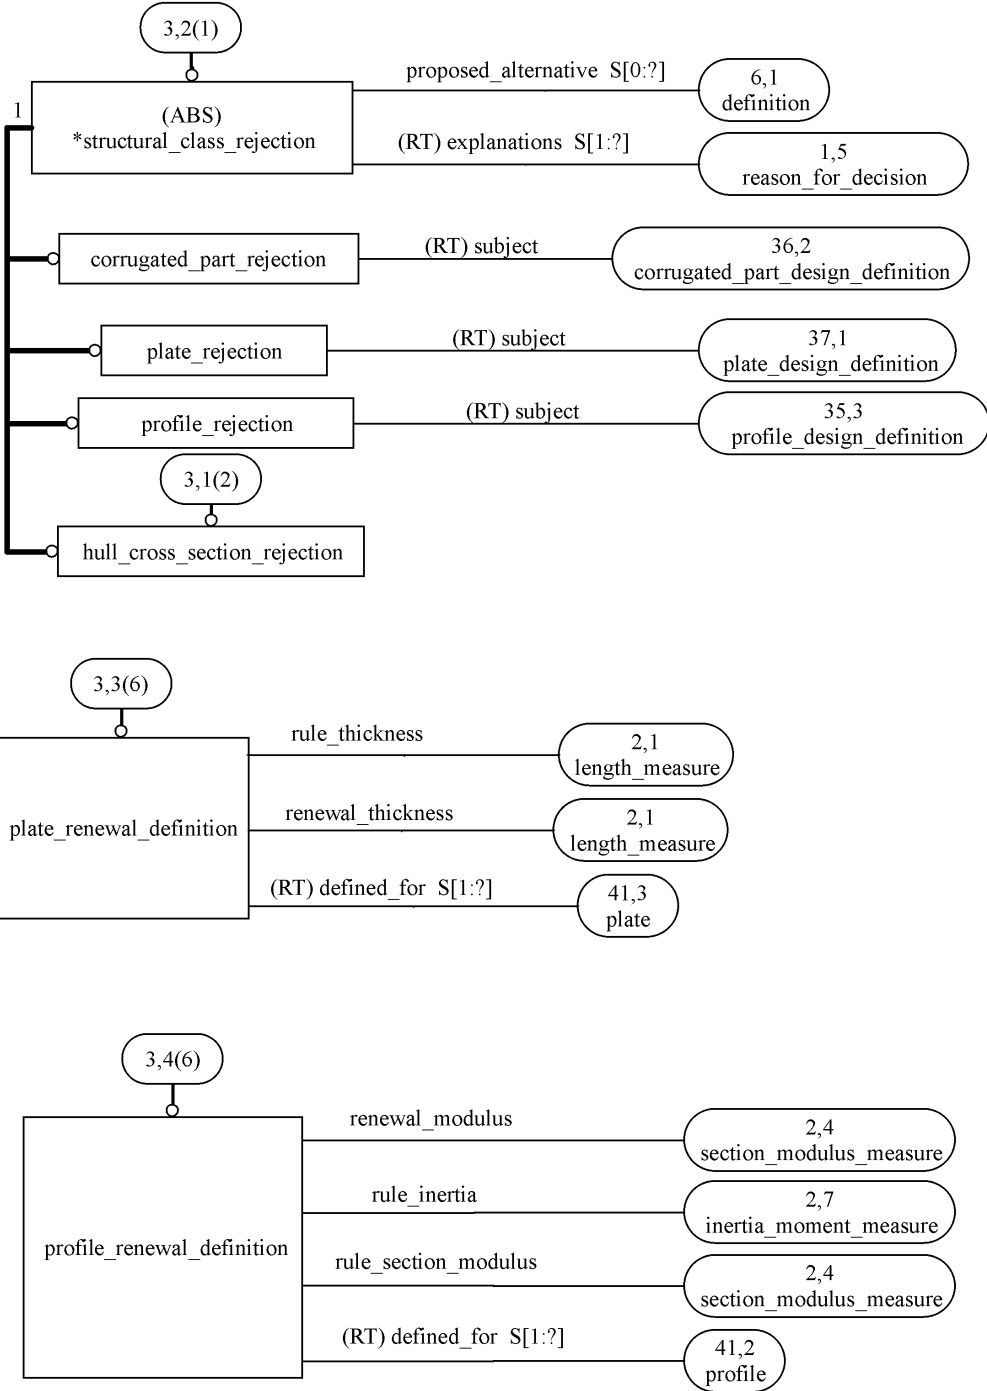 3,2(1)
proposed_alternative S[0:?]
6,1
definition
1
(ABS)
*structural_class_rejection
(RT) explanations S[1:?]
1,5
reason_for_decision
corrugated_part_rejection
(RT) subject
36,2
corrugated_part_design_definition
plate_rejection
(RT) subject
37,1
plate_design_definition
profile_rejection
(RT) subject
35,3
profile_design_definition
3,1(2)
hull_cross_section_rejection
3,3(6)
rule_thickness
2,1
length_measure
plate_renewal_definition
renewal_thickness
2,1
length_measure
(RT) defined_for S[1:?]
41,3
plate
3,4(6)
renewal_modulus
2,4
section_modulus_measure
rule_inertia
2,7
inertia_moment_measure
profile_renewal_definition
rule_section_modulus
2,4
section_modulus_measure
(RT) defined_for S[1:?]
41,2
profile